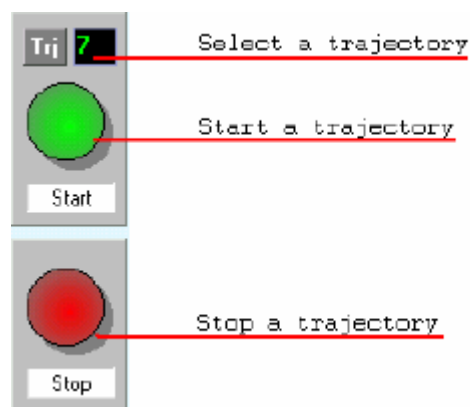 Trj 7 Select a trajectory
Start a trajectory
Start
Stop a trajectory
Stop